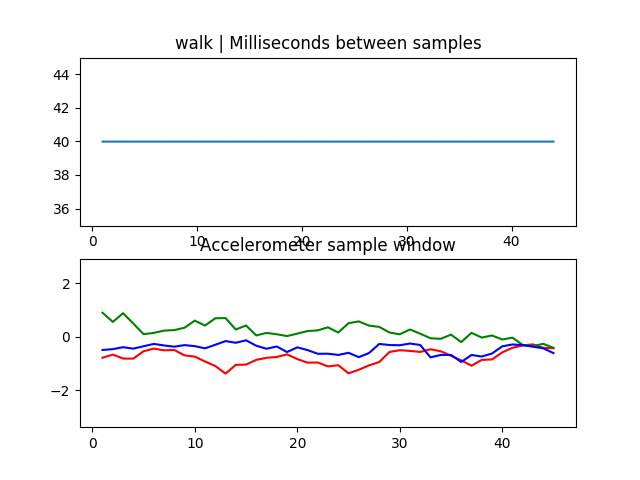 walk | Milliseconds between samples
44
42
40
38
36
0 10 20 30 40
Accelerometer sample window
2
0
−2
0 10 20 30 40